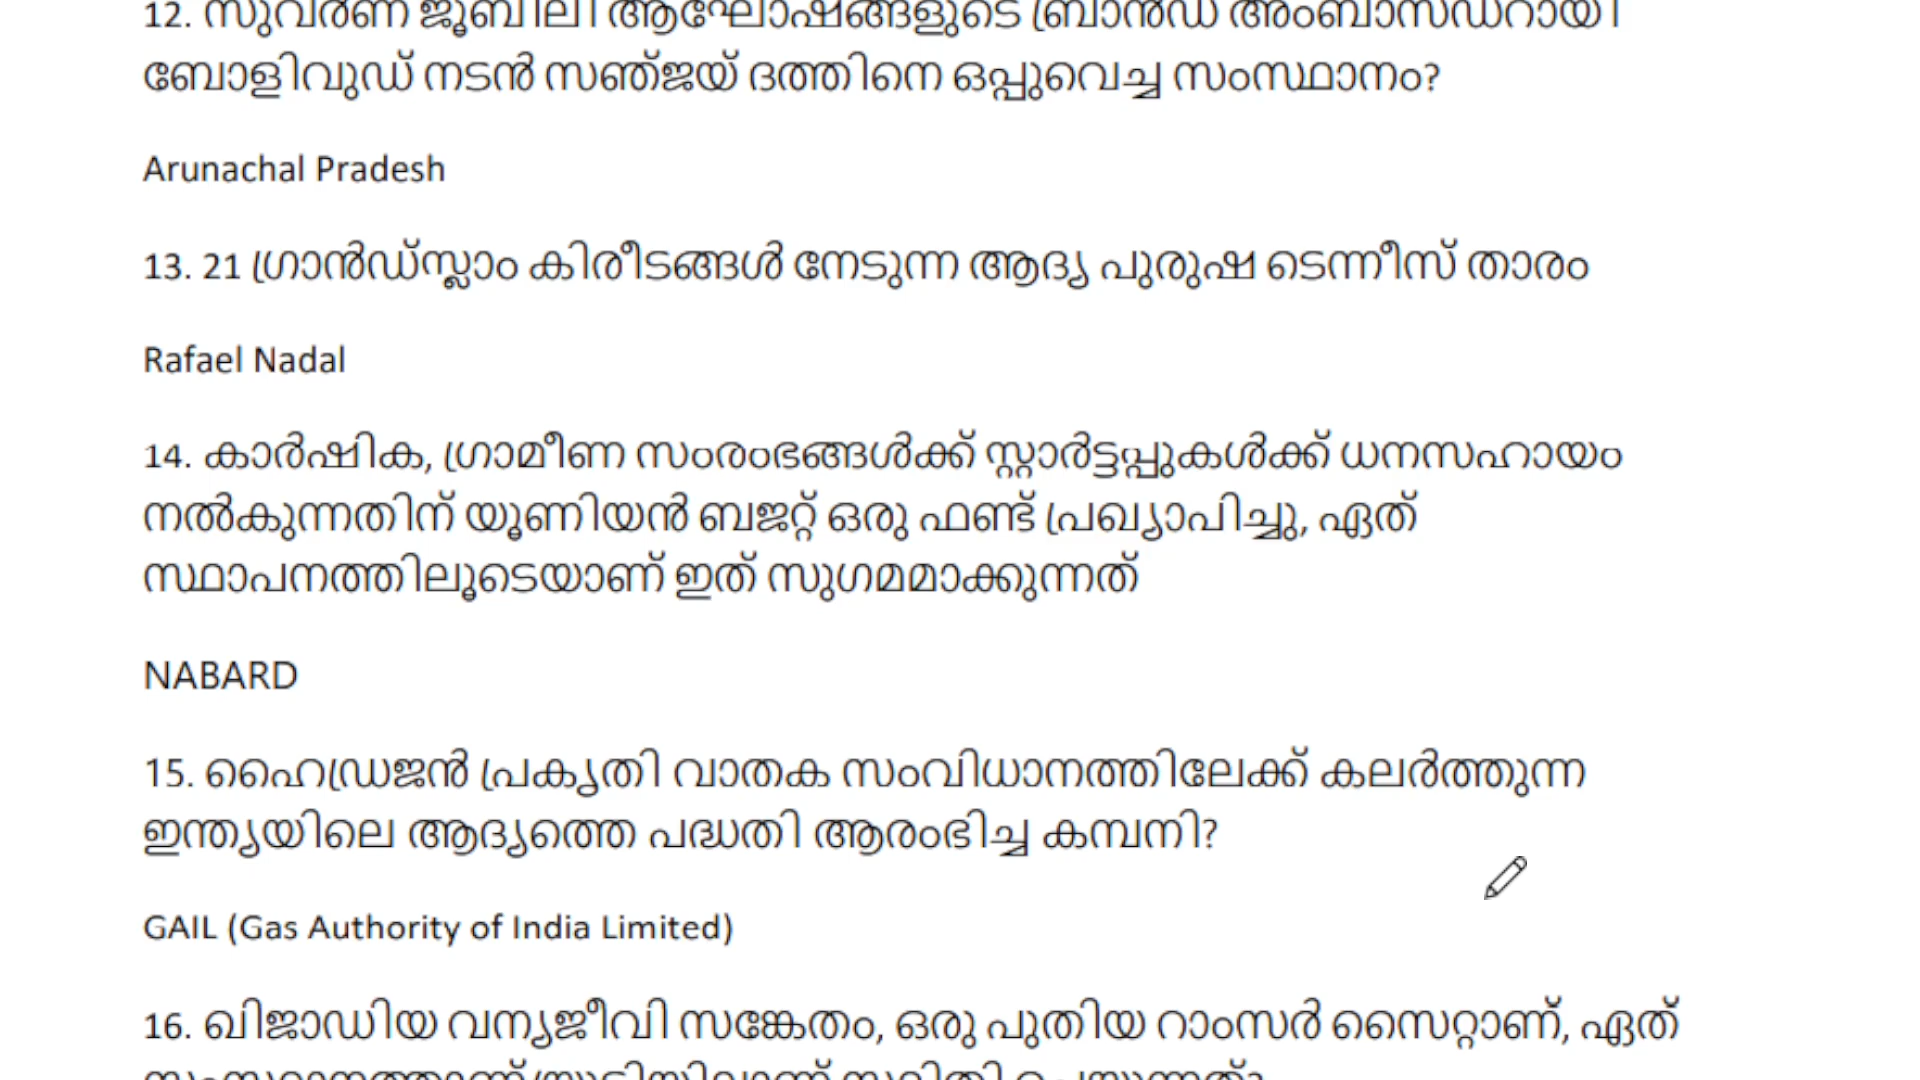 12. സുവർണ ജൂബിലി ആഘോഷങ്ങളുടെ ബ്രാൻഡ് അംബാസഡറായി
ബോളിവുഡ് നടൻ സഞ്ജയ് ദത്തിനെ ഒപ്പുവെച്ച സംസ്ഥാനം?
Arunachal Pradesh
13. 21 ഗ്രാൻഡ്സ്ലാം കിരീടങ്ങൾ നേടുന്ന ആദ്യ പുരുഷ ടെന്നീസ് താരം
Rafael Nadal
14. കാർഷിക, ഗ്രാമീണ സംരംഭങ്ങൾക്ക് സ്റ്റാർട്ടപ്പുകൾക്ക് ധനസഹായം
നൽകുന്നതിന് യൂണിയൻ ബജറ്റ് ഒരു ഫണ്ട് പ്രഖ്യാപിച്ചു, ഏത്
സ്ഥാപനത്തിലൂടെയാണ് ഇത് സുഗമമാക്കുന്നത്
NABARD
15. ഹൈഡ്രജൻ പ്രകൃതി വാതക സംവിധാനത്തിലേക്ക് കലർത്തുന്ന
ഇന്ത്യയിലെ ആദ്യത്തെ പദ്ധതി ആരംഭിച്ച കമ്പനി?
GAIL (Gas Authority of India Limited)
16. ഖിജാഡിയ വന്യജീവി സങ്കേതം, ഒരു പുതിയ റാംസർ സൈറ്റാണ്, ഏത്